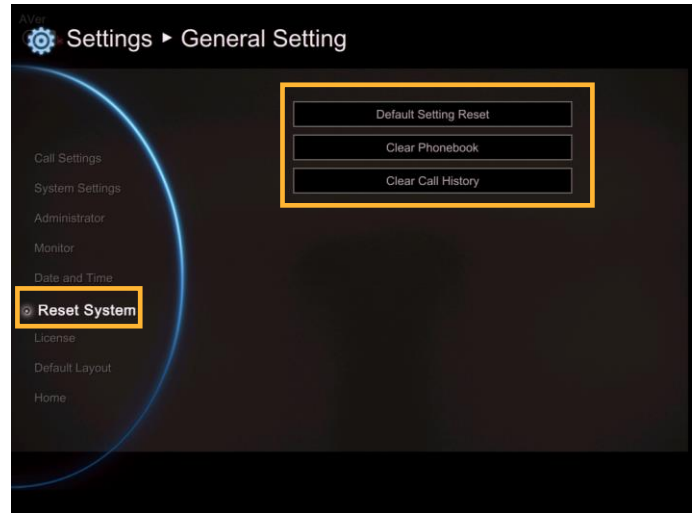 AVer
Settings ► General Setting
Default Setting Reset
Clear Phonebook
Clear Call History
Call Settings
System Settings
Administrator
Monitor
Date and Time
Reset System
License
Default Layout
Home